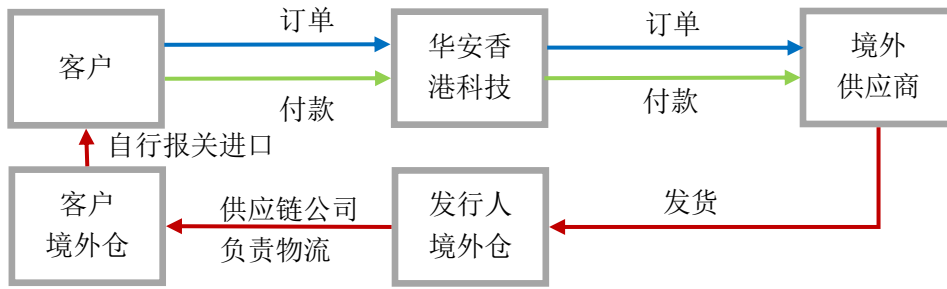 订单
订单
客户
华安香
港科技
境外
供应商
付款
付款
自行报关进口
客户
境外仓
供应链公司
负责物流
发行人
境外仓
发货